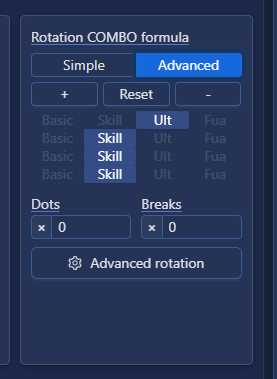 Rotation COMBO formula
Simple Advanced
+ Reset -
Basic Skill Ult Fua
Basic Skill Ult Fua
Basic Skill Ult Fua
Basic Skill Ult Fua
Dots Breaks
× 0 × 0
Advanced rotation